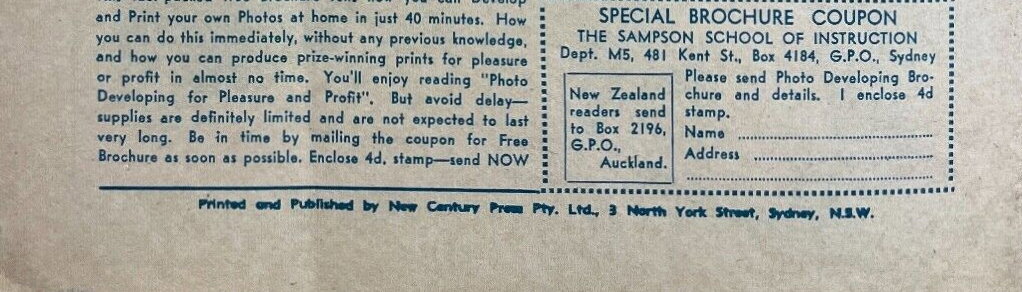 and Print your own Photos at home in just 40 minutes. How
you can do this immediately, without any previous knowledge,
and how you can produce prize-winning prints for pleasure
or profit in almost no time. You'll enjoy reading "Photo
Developing for Pleasure and Profit". But avoid delay—
supplies are definitely limited and are not expected to last
very long. Be in time by mailing the coupon for Free
Brochure as soon as possible. Enclose 4d. stamp—send NOW
SPECIAL BROCHURE COUPON
THE SAMPSON SCHOOL OF INSTRUCTION
Dept. M5, 481 Kent St., Box 4184, G.P.O., Sydney
New Zealand
readers send
to Box 2196,
G.P.O.,
Auckland.
Please send Photo Developing Bro-
chure and details. I enclose 4d
stamp.
Name
Address
Printed and Published by New Century Press Pty. Ltd., 3 North York Street, Sydney, N.S.W.